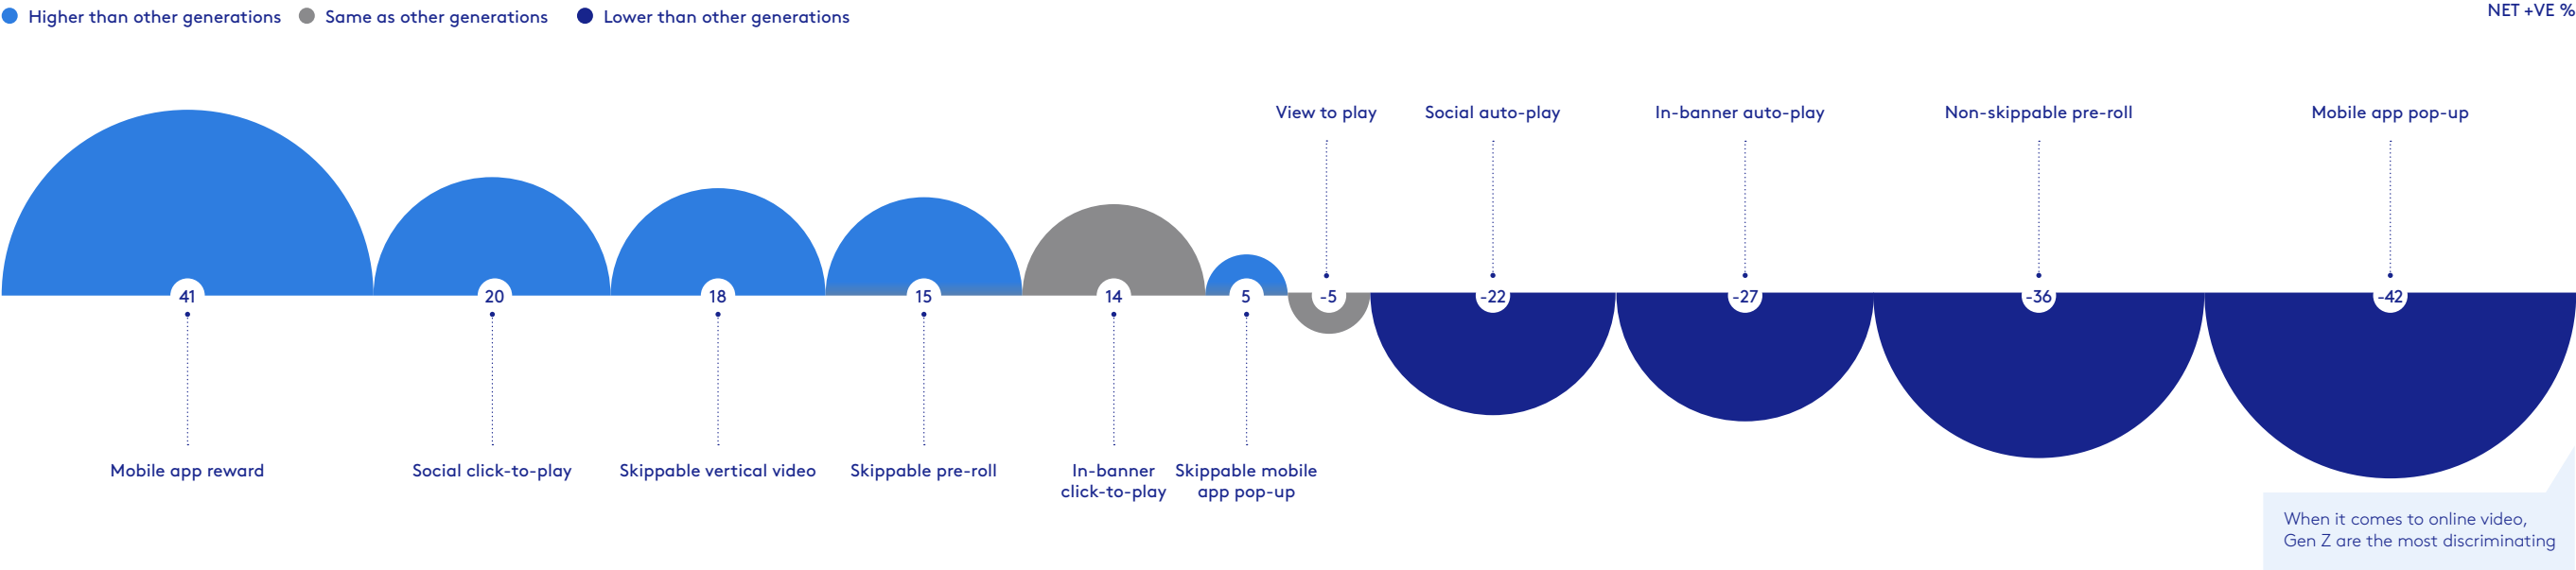 Higher than other generations
Same as other generations
Lower than other generations
NET +VE %
View to play
Social auto-play
In-banner auto-play
Non-skippable pre-roll
Mobile app pop-up
41
20
18
15
14
5
-5
-22
-27
-36
-42
Mobile app reward
Social click-to-play
Skippable vertical video
Skippable pre-roll
In-banner
click-to-play
Skippable mobile
app pop-up
When it comes to online video,
Gen Z are the most discriminating